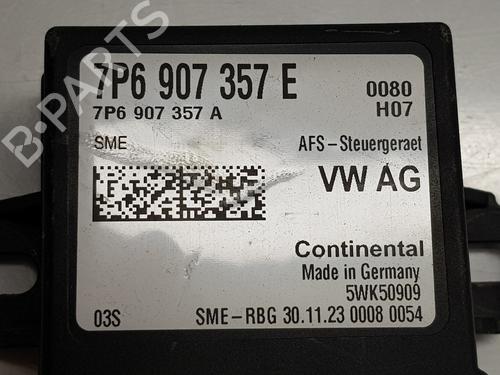 7P6 907 357 E
0080
7P6 907 357 A
H07
SME
AFS-Steuergeraet
VW AG
Continental
Made in Germany
5WK50909
03S
SME-RBG 30.11.23 0008 0054
B-PARTS